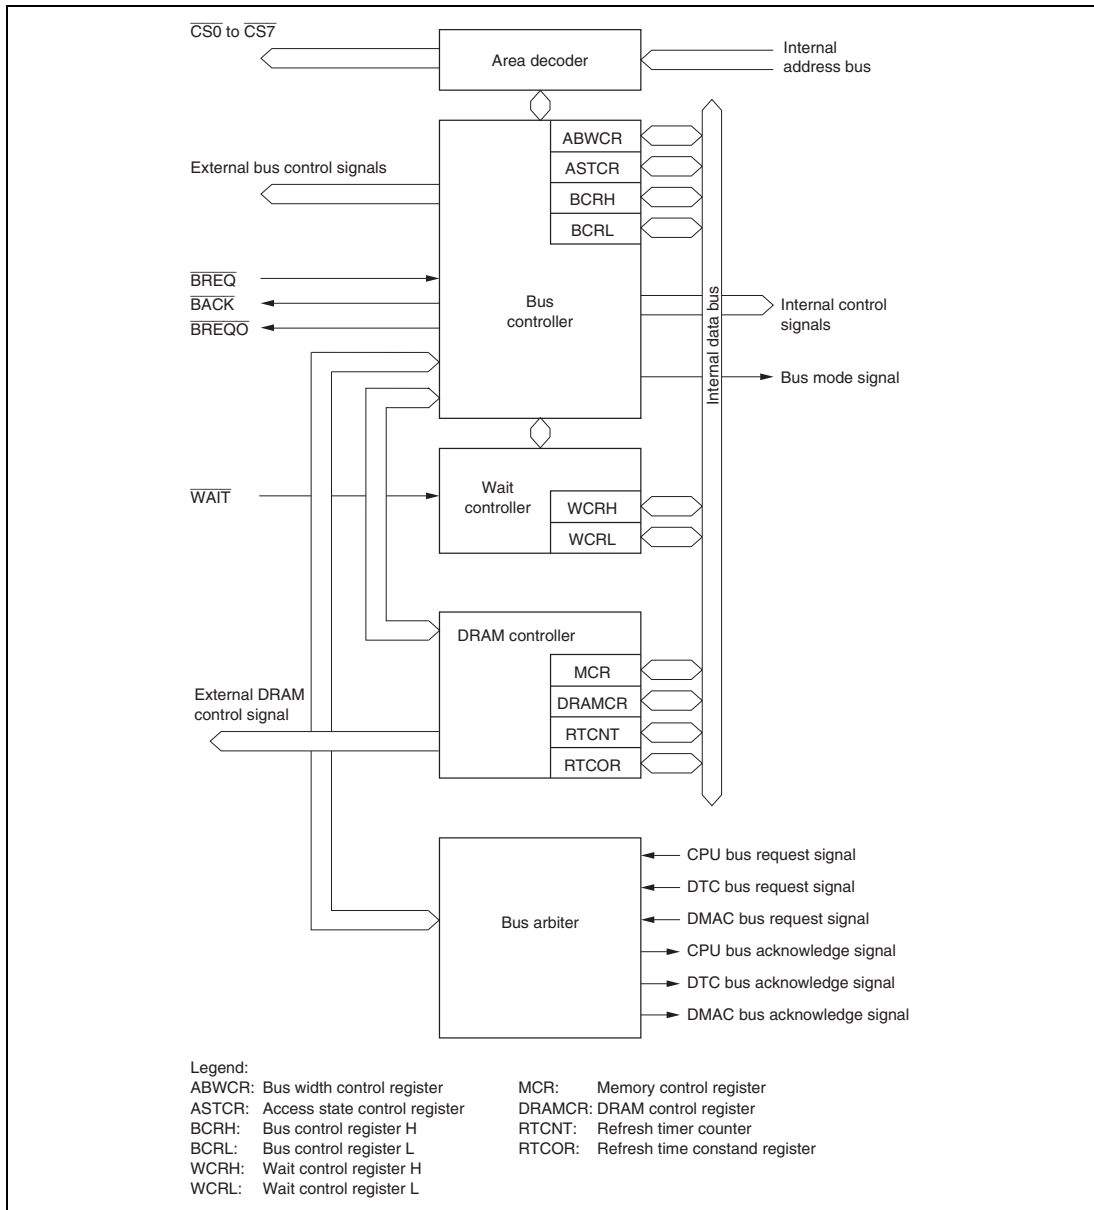 CS0 to CS7
Area decoder
Internal
address bus
ABWCR
ASTCR
BCRH
BCRL
External bus control signals
BREQ
BACK
BREQO
Bus
controller
Internal control
signals
Bus mode signal
Internal data bus
WAIT
Wait
controller
WCRH
WCRL
DRAM controller
MCR
DRAMCR
RTCNT
RTCOR
External DRAM
control signal
Bus arbiter
CPU bus request signal
DTC bus request signal
DMAC bus request signal
CPU bus acknowledge signal
DTC bus acknowledge signal
DMAC bus acknowledge signal
Legend:
ABWCR: Bus width control register
ASTCR: Access state control register
BCRH: Bus control register H
BCRL: Bus control register L
WCRH: Wait control register H
WCRL: Wait control register L
MCR: Memory control register
DRAMCR: DRAM control register
RTCNT: Refresh timer counter
RTCOR: Refresh time constand register